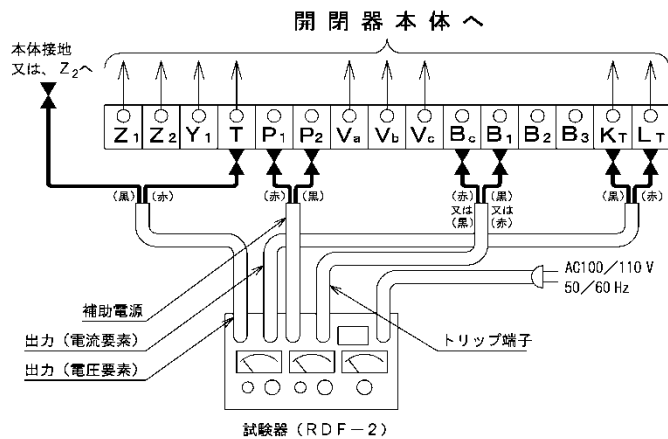 開閉器本体へ
本体接地
又は、Z₂へ
Z₁ Z₂ Y₁ T P₁ P₂ Vₐ V_b V_c B_c B₁ B₂ B₃ K_T L_T
(黒) (赤) (赤) (黒) (赤) (黒) (黒) (赤)
又は 又は
(黒) (赤)
AC100/110 V
50/60 Hz
補助電源
出力(電流要素)
トリップ端子
出力(電圧要素)
試験器(RDF-2)